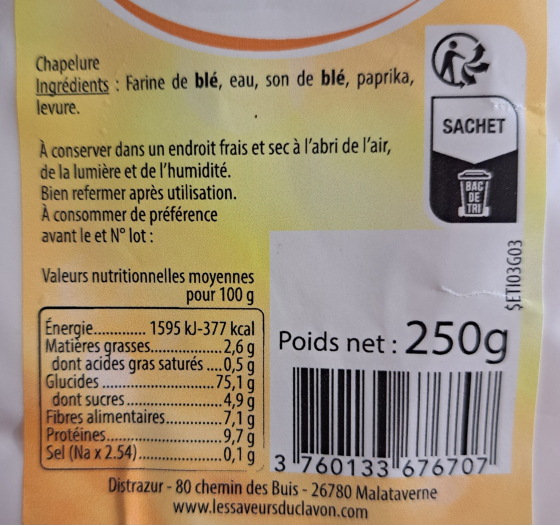 Chapelure
Ingrédients : Farine de blé, eau, son de blé, paprika,
levure.
À conserver dans un endroit frais et sec à l'abri de l'air,
de la lumière et de l'humidité.
Bien refermer après utilisation.
À consommer de préférence
avant le et N° lot :
SACHET
BAC
DE
TRI
$ETI03G03
Valeurs nutritionnelles moyennes
pour 100 g
Énergie............. 1595 kJ-377 kcal
Matières grasses.............. 2,6 g
dont acides gras saturés .... 0,5 g
Glucides ........................ 75,1 g
dont sucres.................... 4,9 g
Fibres alimentaires........... 7,1 g
Protéines....................... 9,7 g
Sel (Na x 2.54)................ 0,1 g
Poids net : 250g
3 760133 676707
Distrazur - 80 chemin des Buis - 26780 Malataverne
www.lessaveursduclavon.com